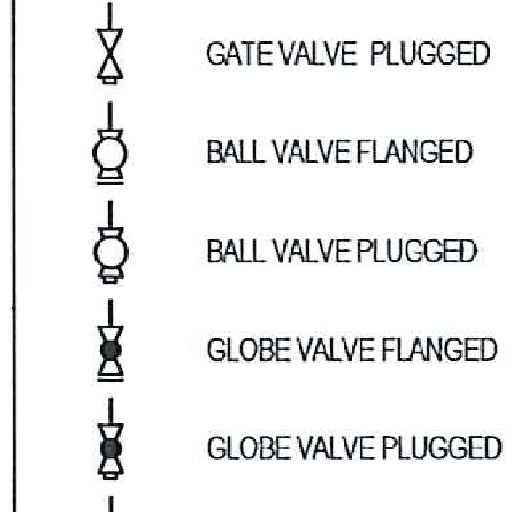 GATE VALVE PLUGGED
BALL VALVE FLANGED
BALL VALVE PLUGGED
GLOBE VALVE FLANGED
GLOBE VALVE PLUGGED